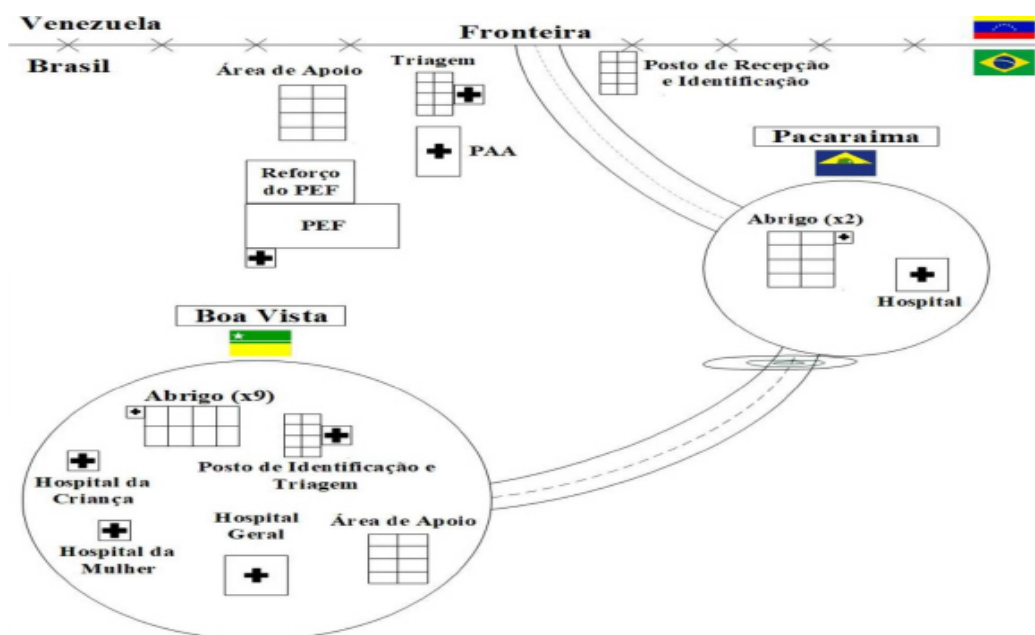 Venezuela
Fronteira
Brasil
Área de Apoio
Triagem
Posto de Recepção
e Identificação
PAA
Pacaraima
Reforço
do PEF
PEF
Abrigo (x2)
Hospital
Boa Vista
Abrigo (x9)
Posto de Identificação e
Triagem
Hospital da
Criança
Hospital
Geral
Área de Apoio
Hospital da
Mulher